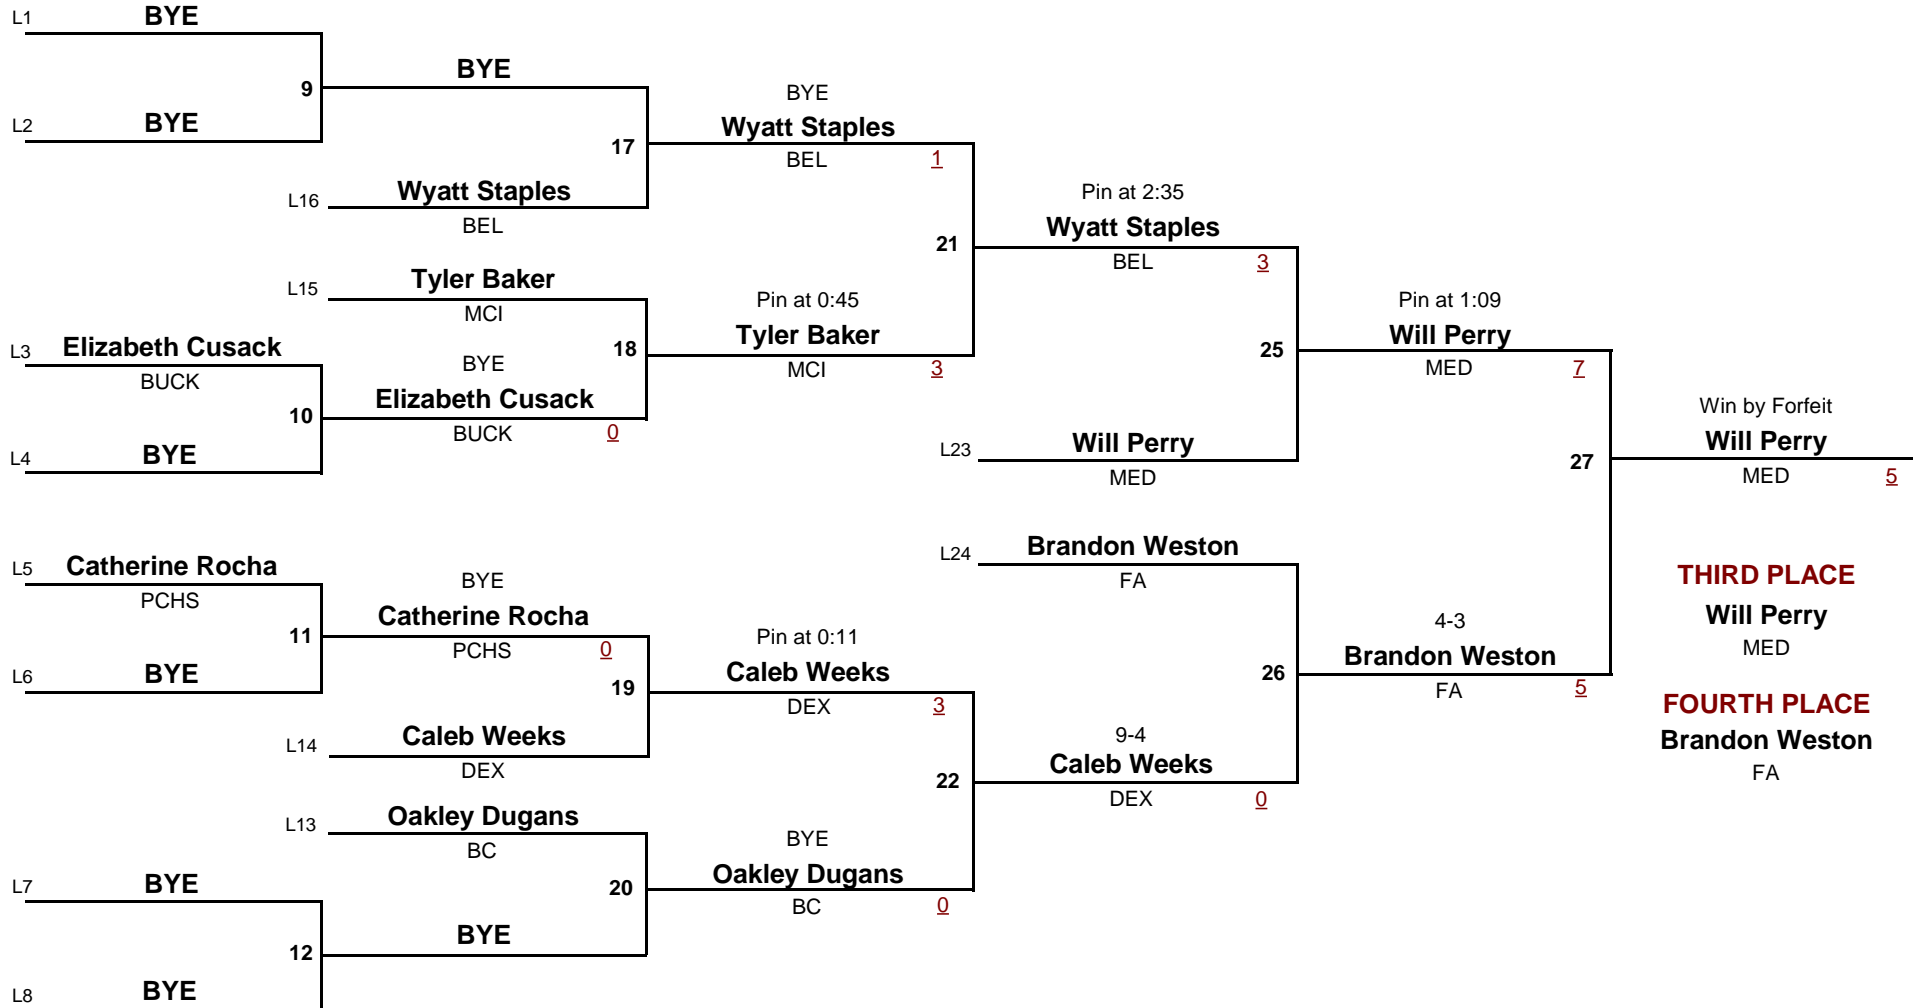 L1 BYE
9
L2 BYE
BYE
17
L16 Wyatt Staples
BEL
L15 Tyler Baker
MCI
L3 Elizabeth Cusack
BUCK
10
L4 BYE
BYE
Elizabeth Cusack
BUCK 0
18
BYE
Wyatt Staples
BEL 1
21
Pin at 0:45
Tyler Baker
MCI 3
Pin at 2:35
Wyatt Staples
BEL 3
25
L23 Will Perry
MED
Pin at 1:09
Will Perry
MED 7
27
Win by Forfeit
Will Perry
MED 5
L5 Catherine Rocha
PCHS
11
L6 BYE
BYE
Catherine Rocha
PCHS 0
19
L14 Caleb Weeks
DEX
L13 Oakley Dugans
BC
20
L7 BYE
12
L8 BYE
BYE
Pin at 0:11
Caleb Weeks
DEX 3
22
BYE
Oakley Dugans
BC 0
L24 Brandon Weston
FA
26
9-4
Caleb Weeks
DEX 0
4-3
Brandon Weston
FA 5
THIRD PLACE
Will Perry
MED
FOURTH PLACE
Brandon Weston
FA